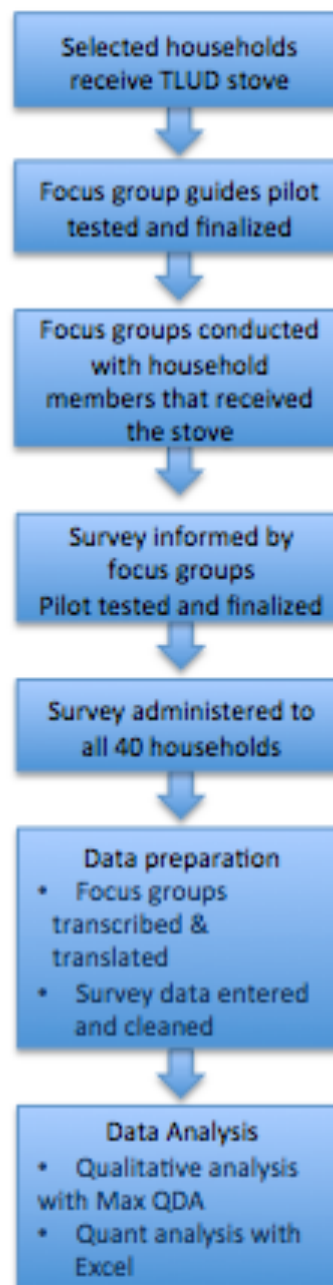 Selected households
receive TLUD stove
Focus group guides pilot
tested and finalized
Focus groups conducted
with household
members that received
the stove
Survey informed by
focus groups
Pilot tested and finalized
Survey administered to
all 40 households
Data preparation
• Focus groups
transcribed &
translated
• Survey data entered
and cleaned
Data Analysis
• Qualitative analysis
with Max QDA
• Quant analysis with
Excel